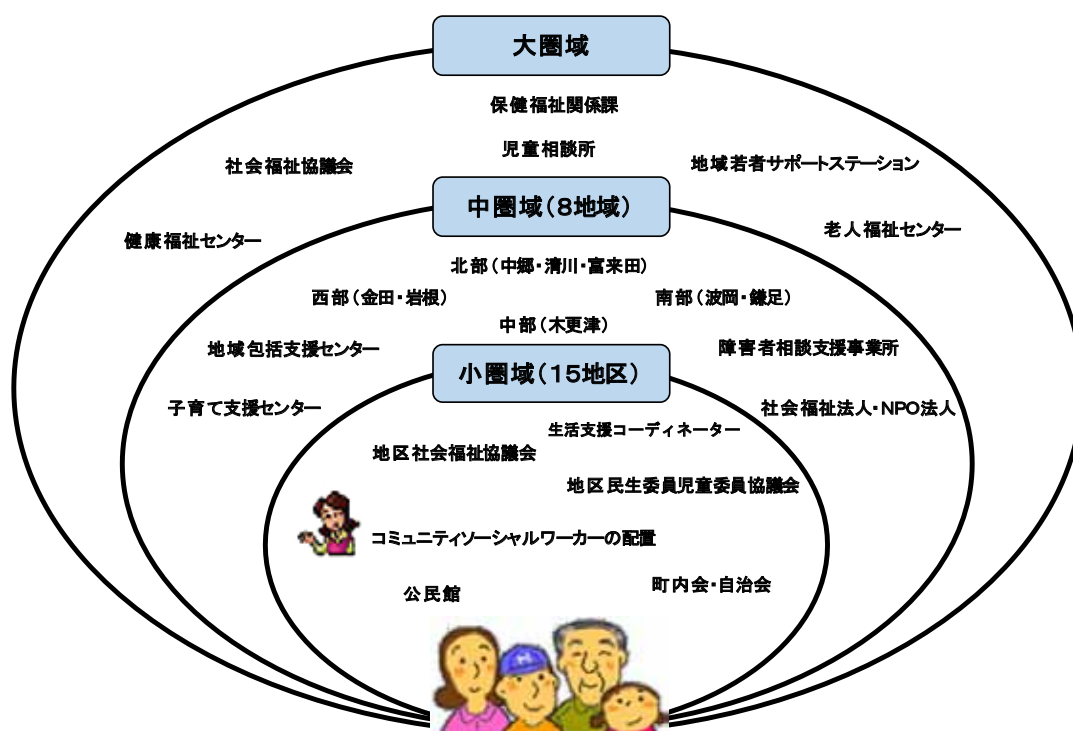 大圏域
保健福祉関係課
児童相談所
社会福祉協議会
地域若者サポートステーション
中圏域（８地域）
老人福祉センター
健康福祉センター
北部（中郷・清川・富来田）
西部（金田・岩根）
南部（波岡・鎌足）
中部（木更津）
地域包括支援センター
障害者相談支援事業所
小圏域（１５地区）
子育て支援センター
社会福祉法人・NPO法人
生活支援コーディネーター
地区社会福祉協議会
地区民生委員児童委員協議会
コミュニティソーシャルワーカーの配置
町内会・自治会
公民館